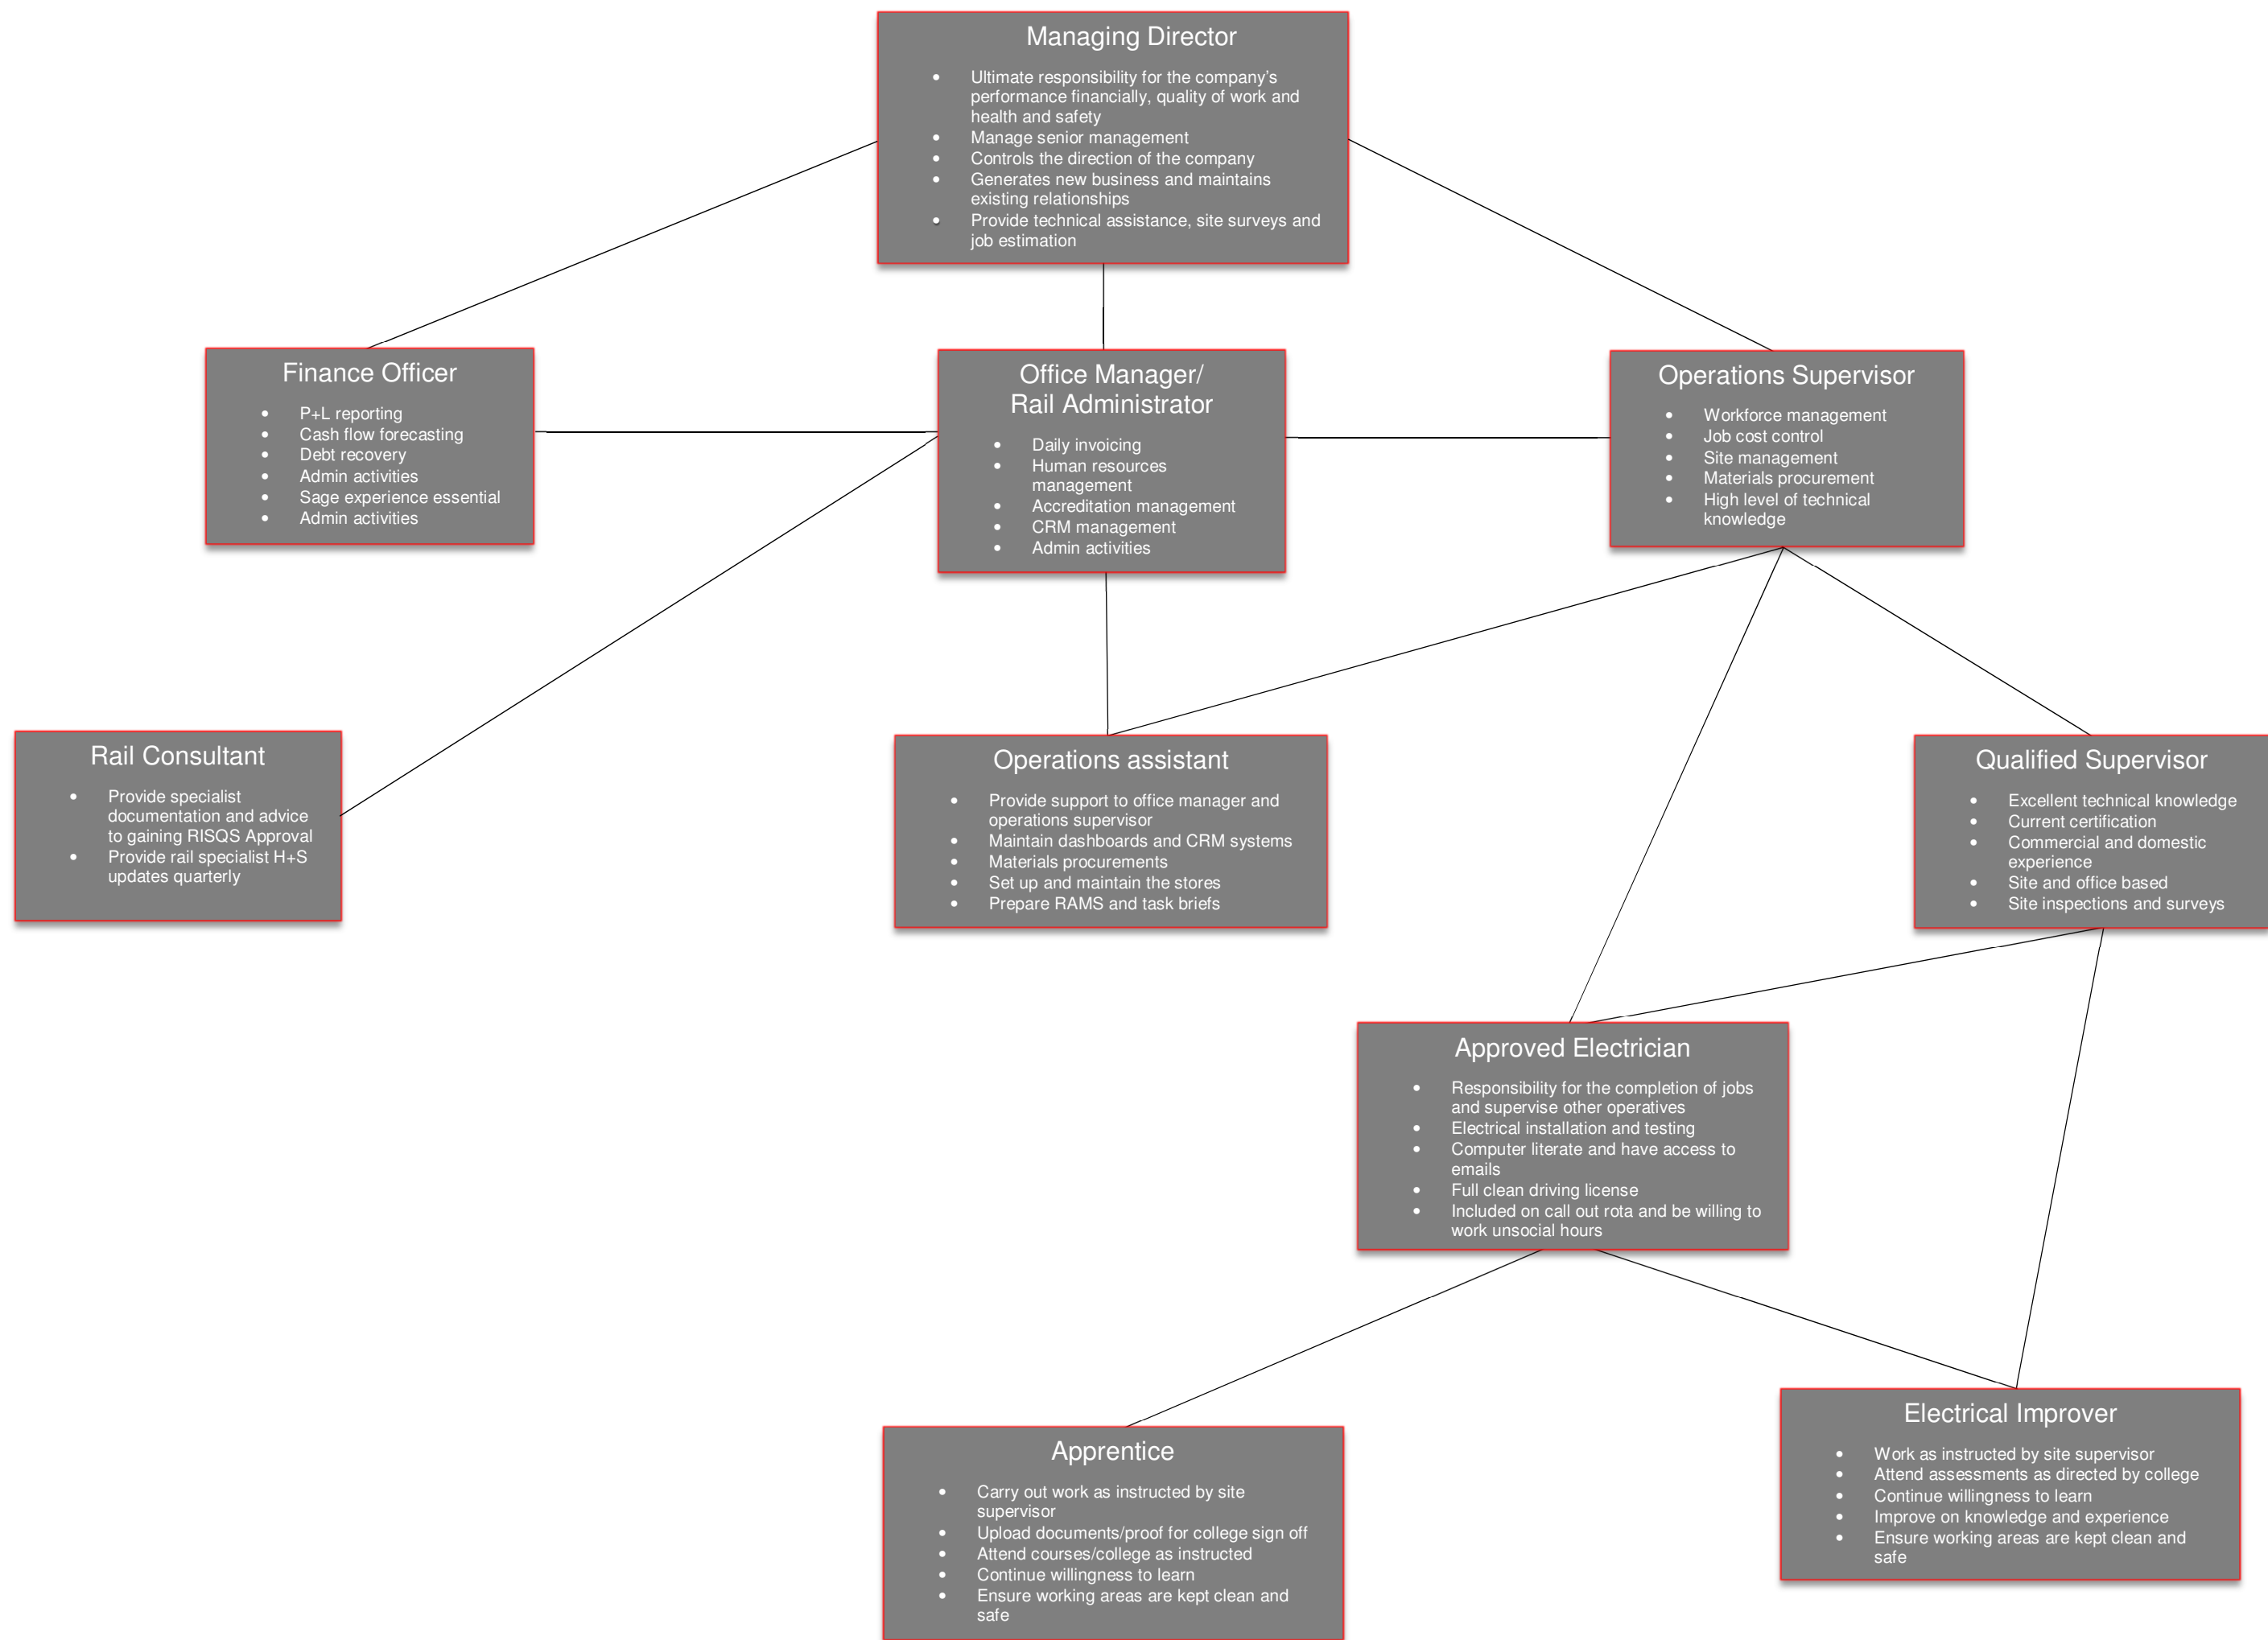 Managing Director
• Ultimate responsibility for the company's
performance financially, quality of work and
health and safety
• Manage senior management
• Controls the direction of the company
• Generates new business and maintains
existing relationships
• Provide technical assistance, site surveys and
job estimation
Finance Officer
• P+L reporting
• Cash flow forecasting
• Debt recovery
• Admin activities
• Sage experience essential
• Admin activities
Office Manager/
Rail Administrator
• Daily invoicing
• Human resources
management
• Accreditation management
• CRM management
• Admin activities
Operations Supervisor
• Workforce management
• Job cost control
• Site management
• Materials procurement
• High level of technical
knowledge
Rail Consultant
• Provide specialist
documentation and advice
to gaining RISQS Approval
• Provide rail specialist H+S
updates quarterly
Operations assistant
• Provide support to office manager and
operations supervisor
• Maintain dashboards and CRM systems
• Materials procurements
• Set up and maintain the stores
• Prepare RAMS and task briefs
Qualified Supervisor
• Excellent technical knowledge
• Current certification
• Commercial and domestic
experience
• Site and office based
• Site inspections and surveys
Approved Electrician
• Responsibility for the completion of jobs
and supervise other operatives
• Electrical installation and testing
• Computer literate and have access to
emails
• Full clean driving license
• Included on call out rota and be willing to
work unsocial hours
Apprentice
• Carry out work as instructed by site
supervisor
• Upload documents/proof for college sign off
• Attend courses/college as instructed
• Continue willingness to learn
• Ensure working areas are kept clean and
safe
Electrical Improver
• Work as instructed by site supervisor
• Attend assessments as directed by college
• Continue willingness to learn
• Improve on knowledge and experience
• Ensure working areas are kept clean and
safe